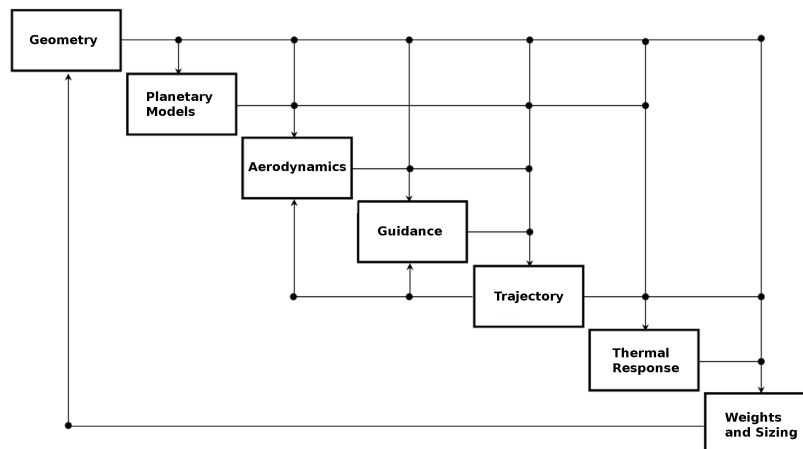 Geometry
Planetary
Models
Aerodynamics
Guidance
Trajectory
Thermal
Response
Weights
and Sizing